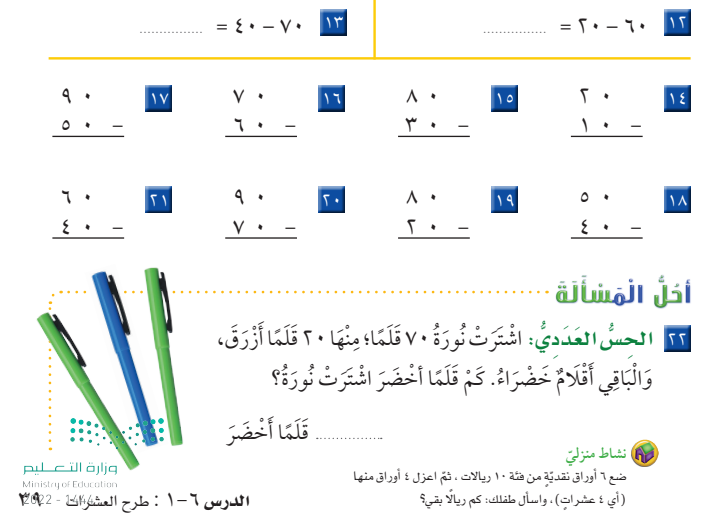 ١٢ ٦٠ – ٢٠ = ................
١٣ ٧٠ – ٤٠ = ................
١٤ ١٥ ١٦ ١٧
٢٠ ٨٠ ٧٠ ٩٠
– ١٠ – ٣٠ – ٦٠ – ٥٠
١٨ ١٩ ٢٠ ٢١
٥٠ ٨٠ ٩٠ ٦٠
– ٤٠ – ٢٠ – ٧٠ – ٤٠
أَحُلُّ الْمَسْأَلَةَ
٢٢ الحِسُّ العَدَدِيُّ: اشْتَرَتْ نُورَةُ ٧٠ قَلَمًا؛ مِنْهَا ٢٠ قَلَمًا أَزْرَقَ،
وَالْبَاقِي أَقْلَامٌ خَضْرَاءُ. كَمْ قَلَمًا أَخْضَرَ اشْتَرَتْ نُورَةُ؟
................. قَلَمًا أَخْضَرَ
نشاط منزليّ
ضع ٦ أوراق نقديّةٍ من فئة ١٠ ريالات ، ثمّ اعزل ٤ أوراق منها
(أي ٤ عشراتٍ)، واسأل طفلك: كم ريالًا بقي؟
وزارة التعليم
Ministry of Education
2022 - 1444
الدرس ٦-١ : طرح العشرات ٣٩